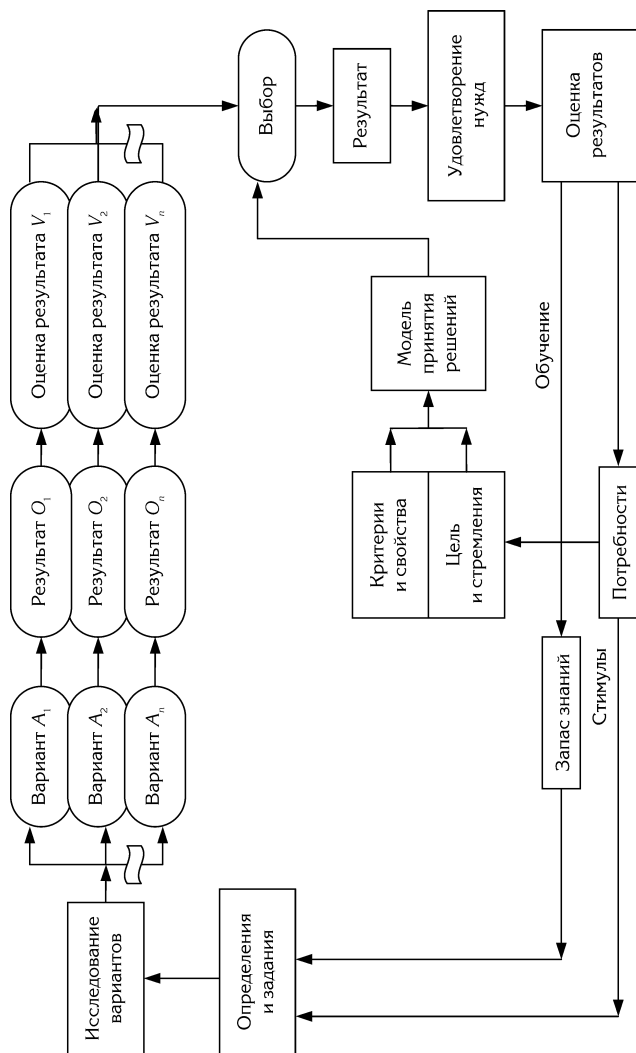 Исследование
вариантов
Вариант A₁
Вариант A₂
Вариант Aₙ
Результат O₁
Результат O₂
Результат Oₙ
Оценка результата V₁
Оценка результата V₂
Оценка результата Vₙ
Определения
и задания
Критерии
и свойства
Цель
и стремления
Модель
принятия
решений
Выбор
Результат
Удовлетворение
нужд
Оценка
результатов
Обучение
Запас знаний
Стимулы
Потребности